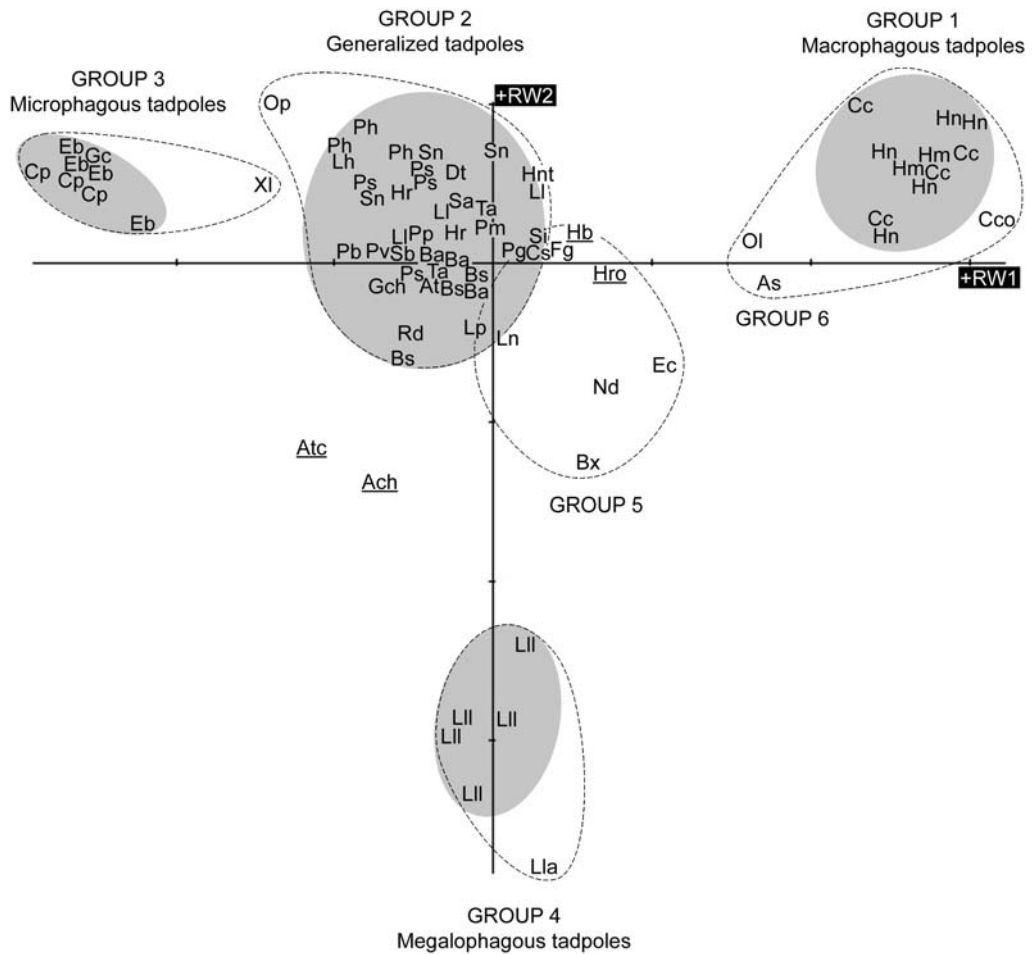 GROUP 2
Generalized tadpoles
GROUP 1
Macrophagous tadpoles
GROUP 3
Microphagous tadpoles
Op
+RW2
Cc
Hn Hn
Ph
Ph
Lh
Ph Sn
Sn
Eb Gc
Eb Eb
Cp Cp
Cp
Eb
Xl
Ps
Ps
Dt
Hnt
Ll
Ps
Sn
Hr
Hn
Hm Cc
Hm Cc
Hn
Sa Ta
Ll
Pm
Cc
Hn
Cco
Ll Pp Hr
Si
Hb
Ol
Pb Pv Sb Ba Ba
Pg Cs Fg
Ps Ta Bs
Hro
+RW1
Gch At Bs Ba
As
GROUP 6
Rd
Lp
Ln
Bs
Ec
Nd
Atc
Bx
Ach
GROUP 5
Lll
Lll Lll
Lll
Lll
Lla
GROUP 4
Megalophagous tadpoles